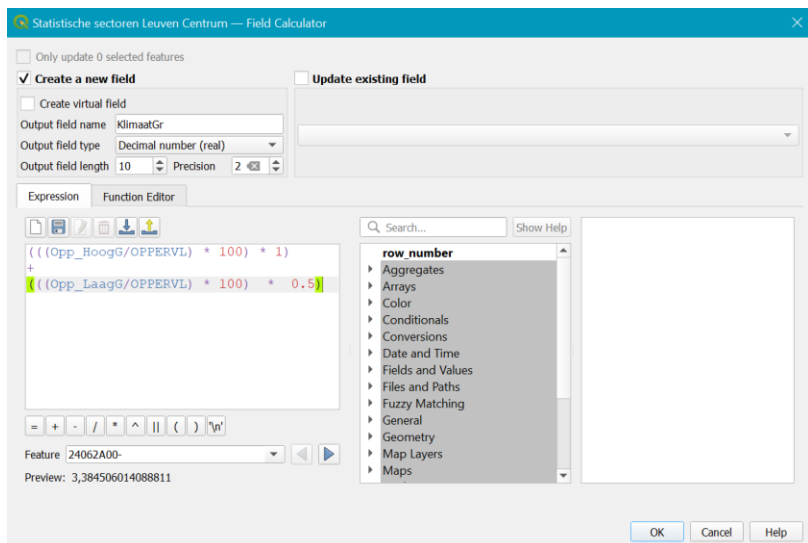 Statistische sectoren Leuven Centrum — Field Calculator
Only update 0 selected features
Create a new field
Update existing field
Create virtual field
Output field name KlimaatGr
Output field type Decimal number (real)
Output field length 10 Precision 2
Expression Function Editor
Search... Show Help
(((Opp_HoogG/OPPERVL) * 100) * 1)
+
(((Opp_LaagG/OPPERVL) * 100) * 0.5)
row_number
Aggregates
Arrays
Color
Conditionals
Conversions
Date and Time
Fields and Values
Files and Paths
Fuzzy Matching
General
Geometry
Map Layers
Maps
= + - / * ^ || ( ) '\n'
Feature 24062A00-
Preview: 3,384506014088811
OK Cancel Help